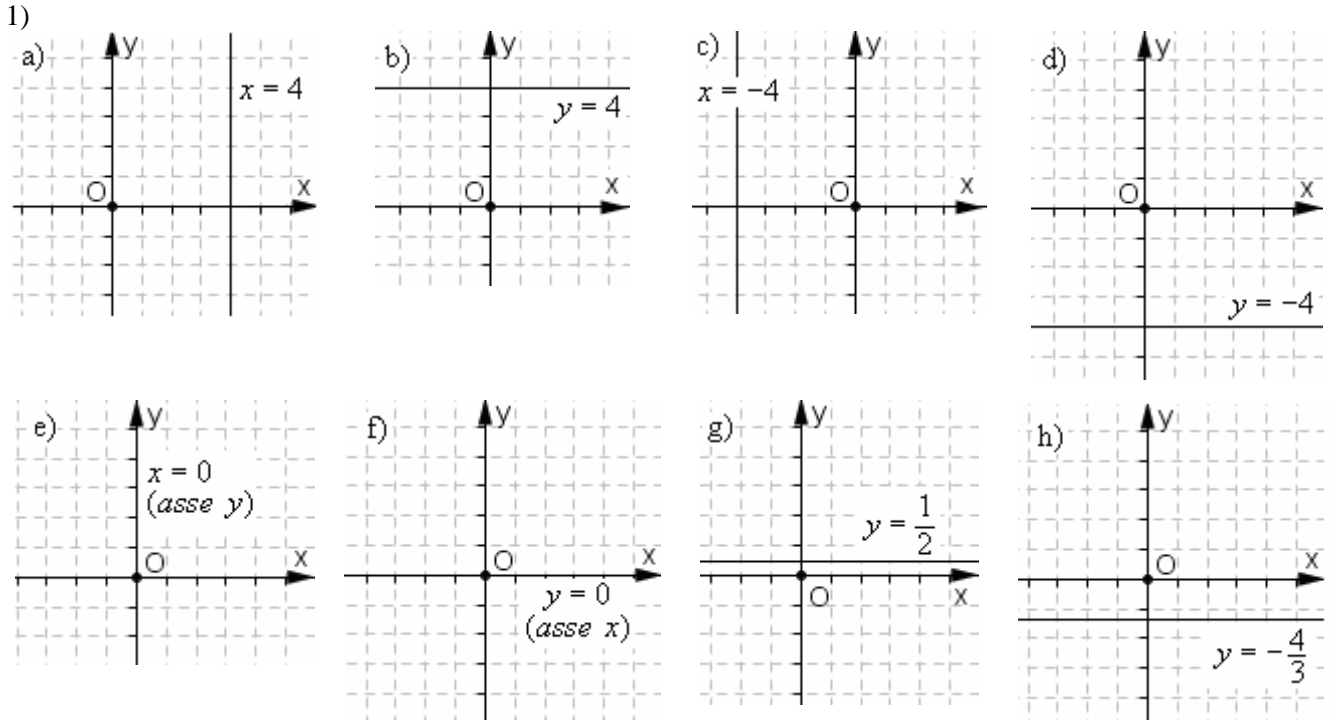 1)
a)
y
x = 4
O
x
b)
y
y = 4
O
x
c)
y
x = −4
O
x
d)
y
O
x
y = −4
e)
y
x = 0
(asse y)
O
x
f)
y
O
x
y = 0
(asse x)
g)
y
y = 1/2
O
x
h)
y
O
x
y = −4/3